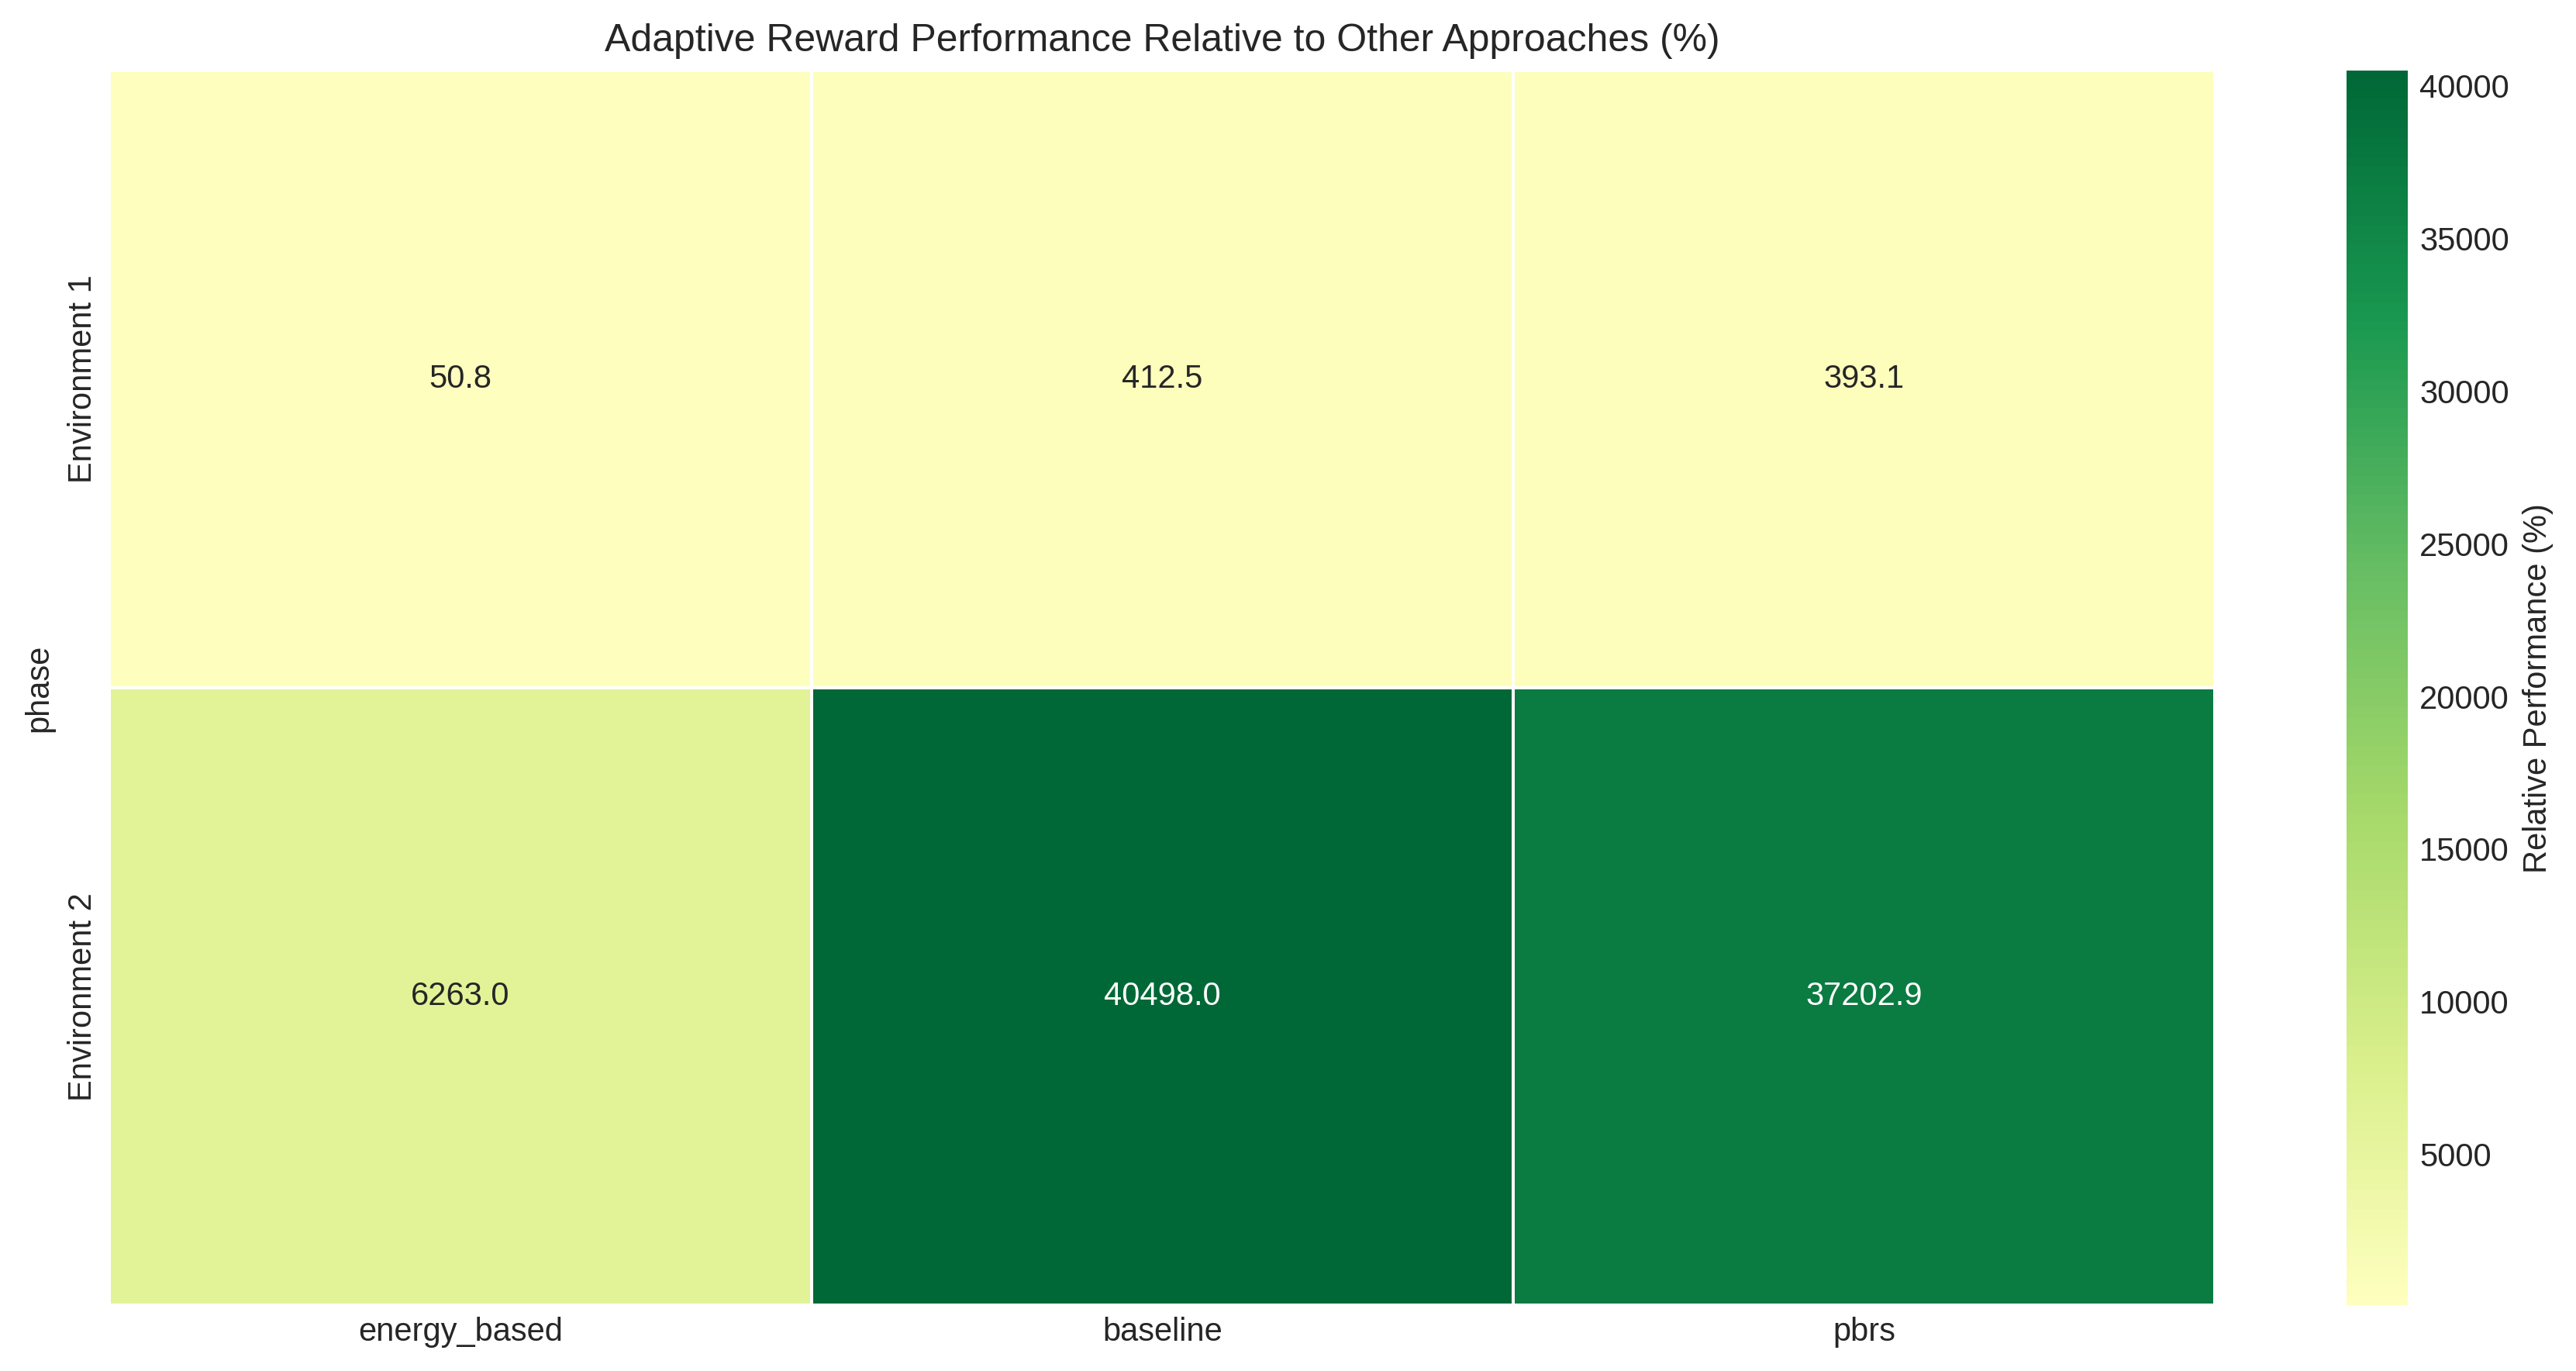 Adaptive Reward Performance Relative to Other Approaches (%)
phase
Environment 1
50.8
412.5
393.1
Environment 2
6263.0
40498.0
37202.9
energy_based
baseline
pbrs
40000
35000
30000
25000
20000
15000
10000
5000
Relative Performance (%)